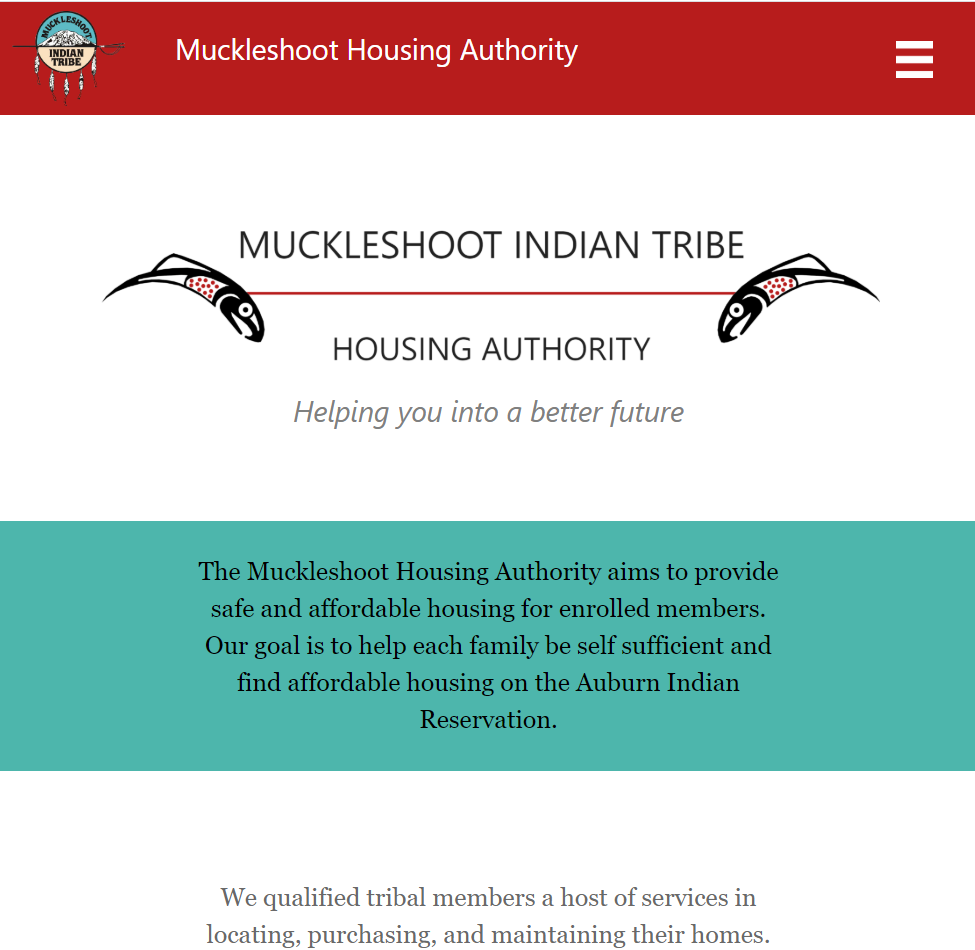 MUCKLESHOOT
INDIAN
TRIBE
Muckleshoot Housing Authority
MUCKLESHOOT INDIAN TRIBE
HOUSING AUTHORITY
Helping you into a better future
The Muckleshoot Housing Authority aims to provide
safe and affordable housing for enrolled members.
Our goal is to help each family be self sufficient and
find affordable housing on the Auburn Indian
Reservation.
We qualified tribal members a host of services in
locating, purchasing, and maintaining their homes.